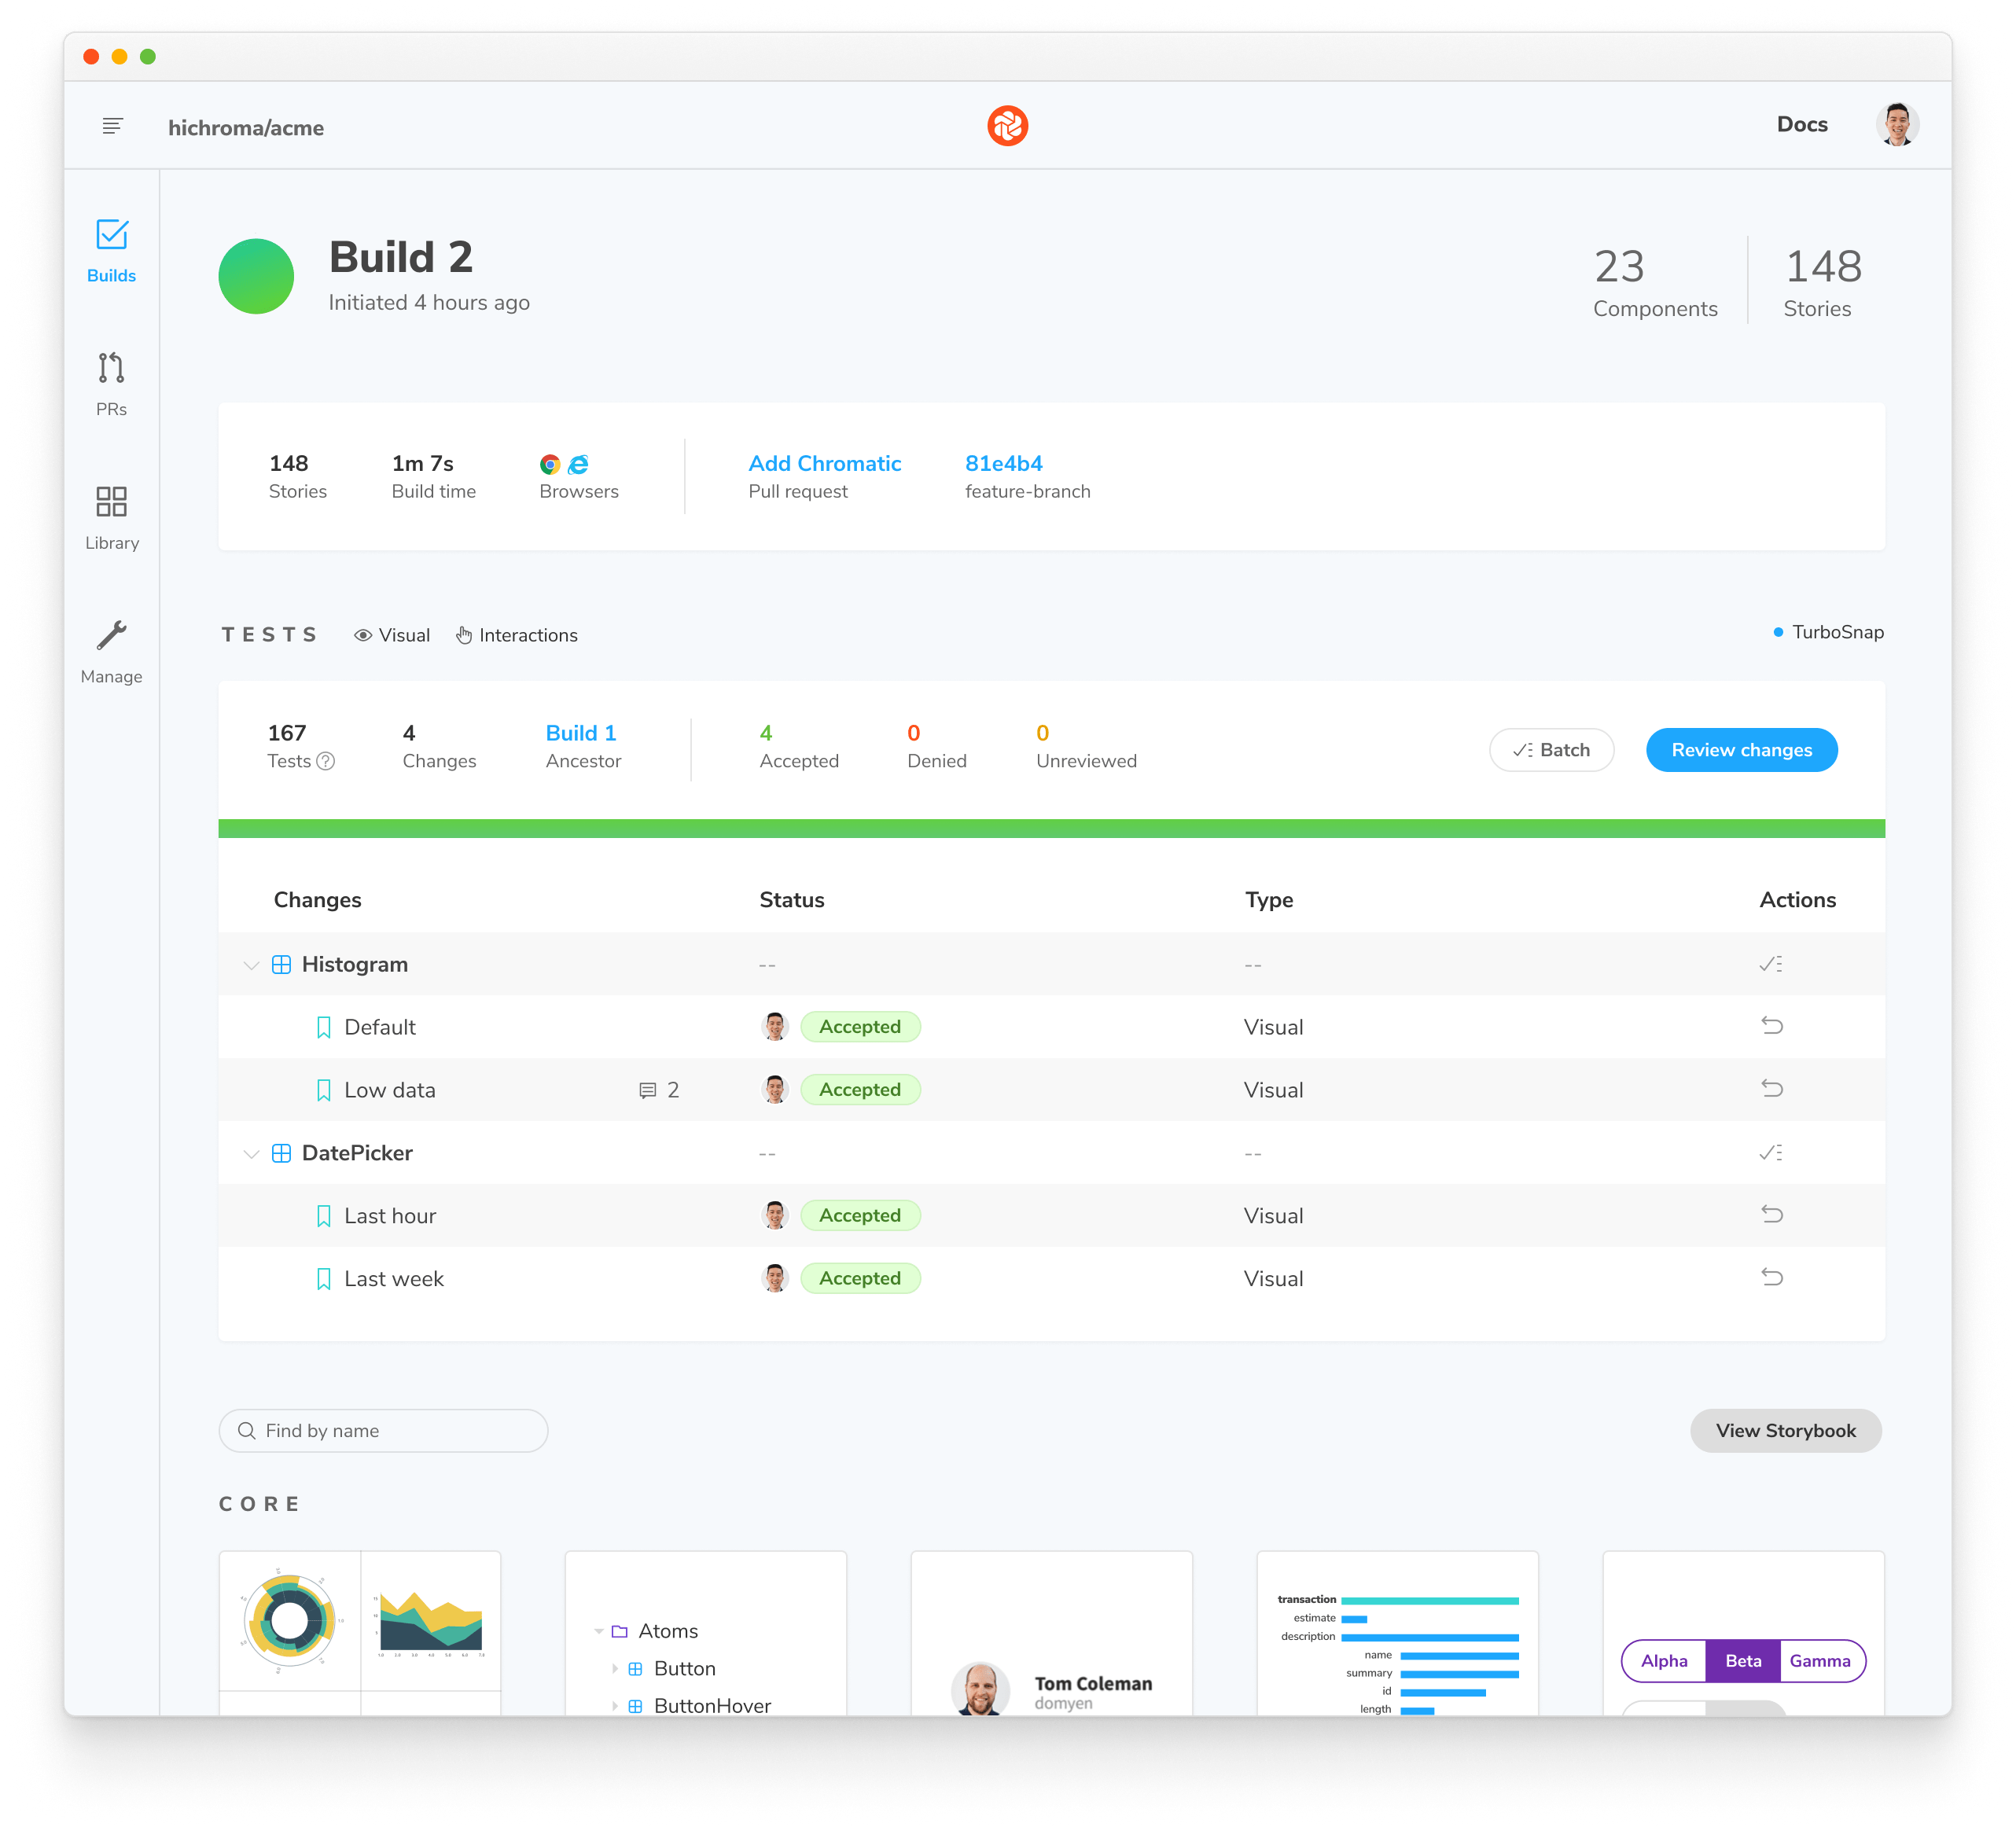 hichroma/acme
Docs
Builds
PRs
Library
Manage
Build 2
Initiated 4 hours ago
23
Components
148
Stories
148
Stories
1m 7s
Build time
Browsers
Add Chromatic
Pull request
81e4b4
feature-branch
TESTS
Visual
Interactions
TurboSnap
167
Tests
4
Changes
Build 1
Ancestor
4
Accepted
0
Denied
0
Unreviewed
Batch
Review changes
Changes Status Type Actions
Histogram -- --
Default Accepted Visual
Low data 2 Accepted Visual
DatePicker -- --
Last hour Accepted Visual
Last week Accepted Visual
Find by name
View Storybook
CORE
Atoms
Button
ButtonHover
Tom Coleman
domyen
transaction
estimate
description
name
summary
id
length
Alpha Beta Gamma